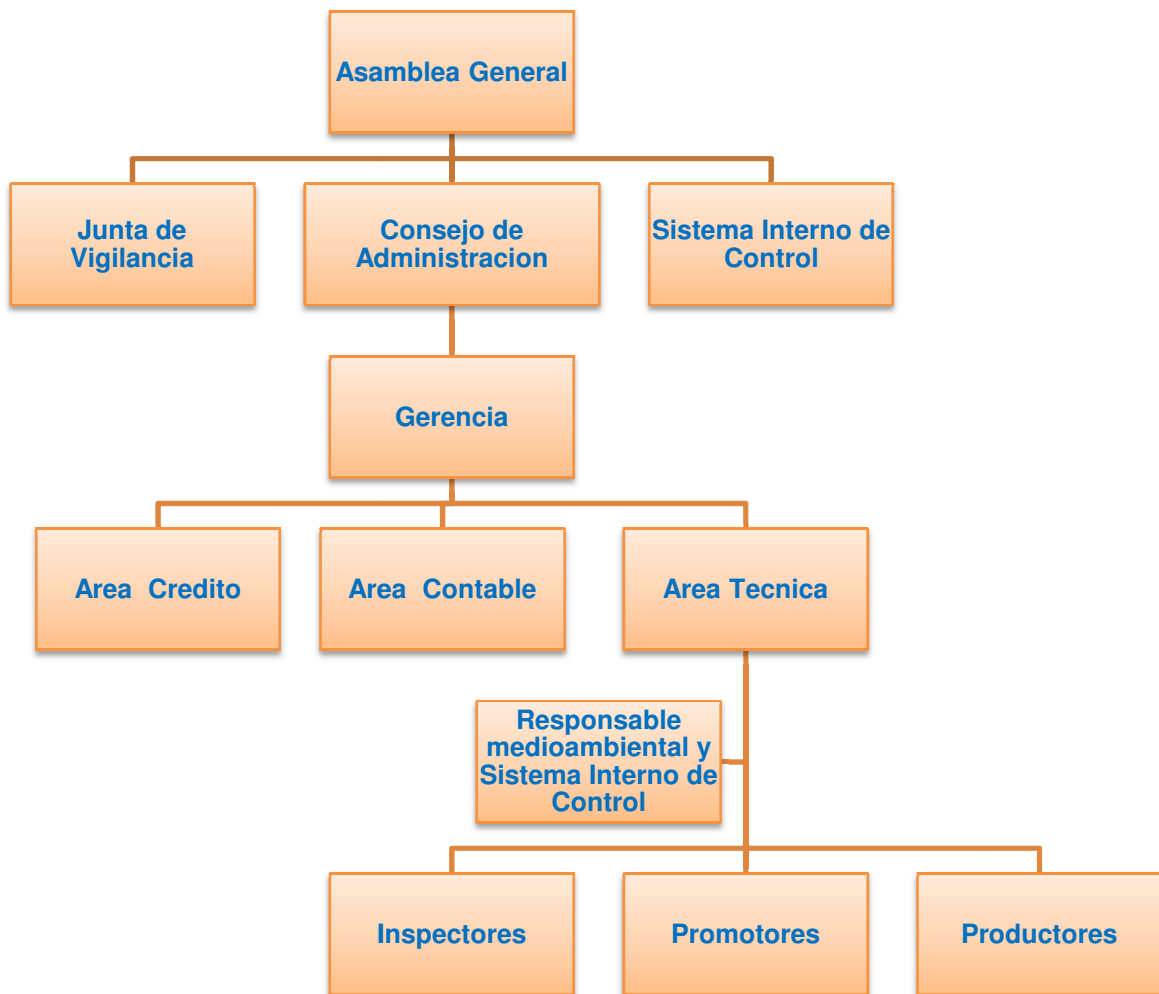 Asamblea General
Junta de
Vigilancia
Consejo de
Administracion
Sistema Interno de
Control
Gerencia
Area  Credito
Area  Contable
Area Tecnica
Responsable
medioambiental y
Sistema Interno de
Control
Inspectores
Promotores
Productores